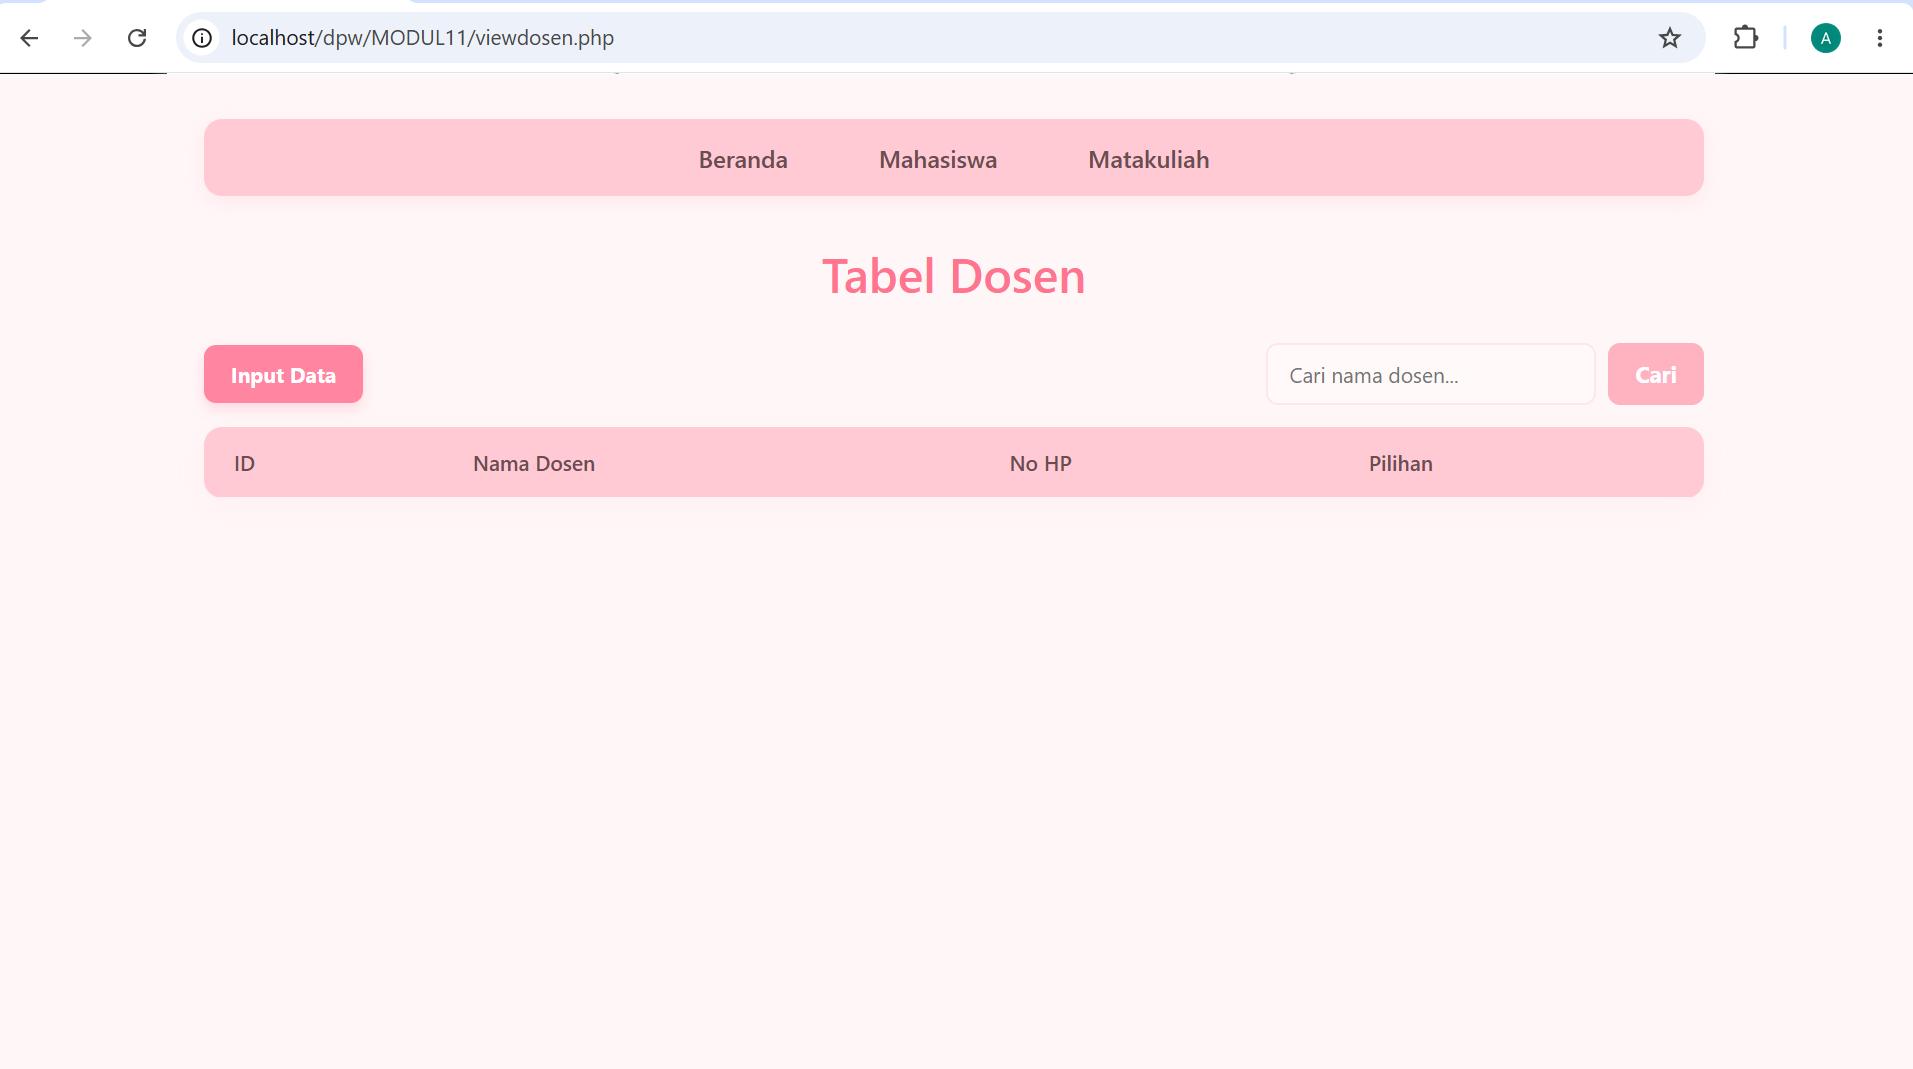 localhost/dpw/MODUL11/viewdosen.php
A
Beranda Mahasiswa Matakuliah
Tabel Dosen
Input Data Cari nama dosen... Cari
ID Nama Dosen No HP Pilihan